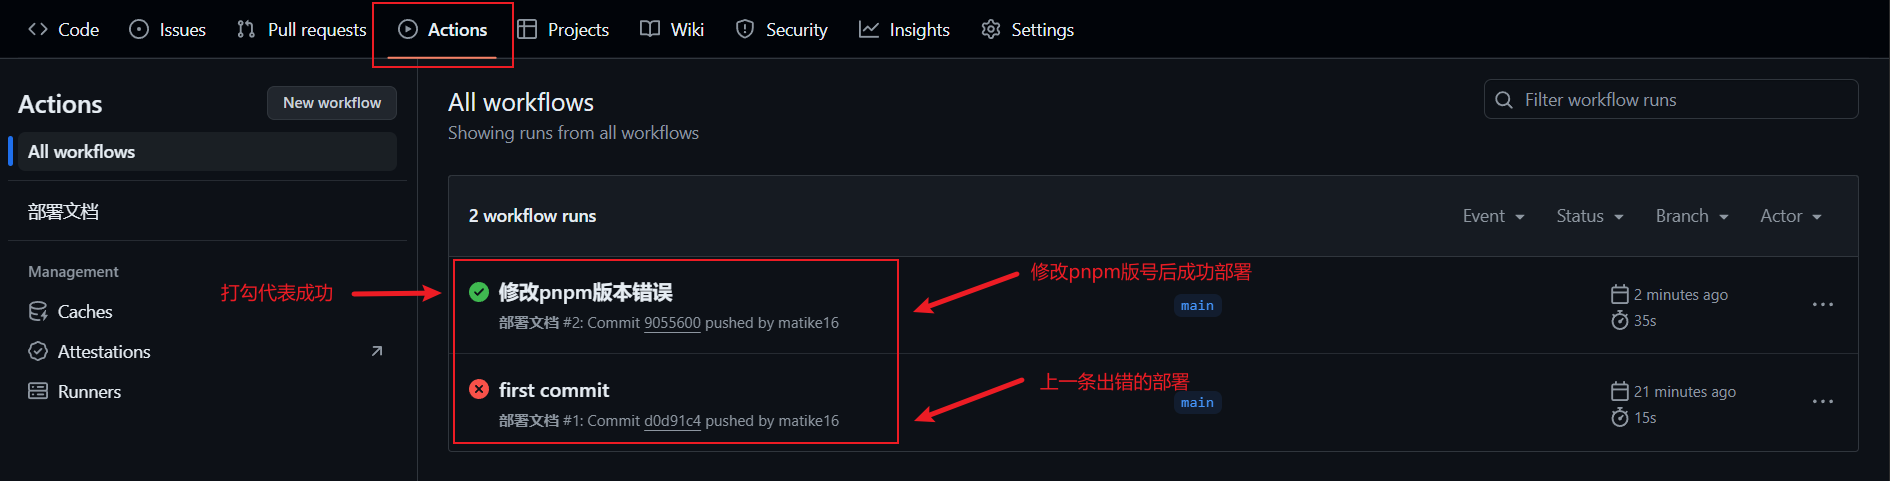 Code
Issues
Pull requests
Actions
Projects
Wiki
Security
Insights
Settings
Actions
New workflow
All workflows
部署文档
Management
Caches
Attestations
Runners
All workflows
Showing runs from all workflows
Filter workflow runs
2 workflow runs
Event
Status
Branch
Actor
打勾代表成功
修改pnpm版本错误
部署文档 #2: Commit 9055600 pushed by matike16
修改pnpm版号后成功部署
main
2 minutes ago
35s
first commit
部署文档 #1: Commit d0d91c4 pushed by matike16
上一条出错的部署
main
21 minutes ago
15s